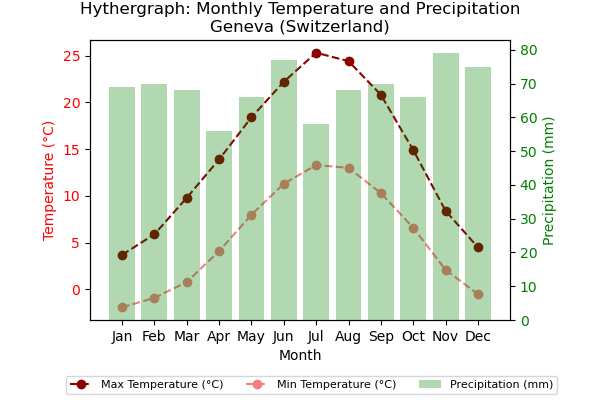 Hythergraph: Monthly Temperature and Precipitation
Geneva (Switzerland)
Temperature (°C)
25
20
15
10
5
0
80
70
60
50
40
30
20
10
0
Precipitation (mm)
Jan Feb Mar Apr May Jun Jul Aug Sep Oct Nov Dec
Month
Max Temperature (°C) Min Temperature (°C) Precipitation (mm)